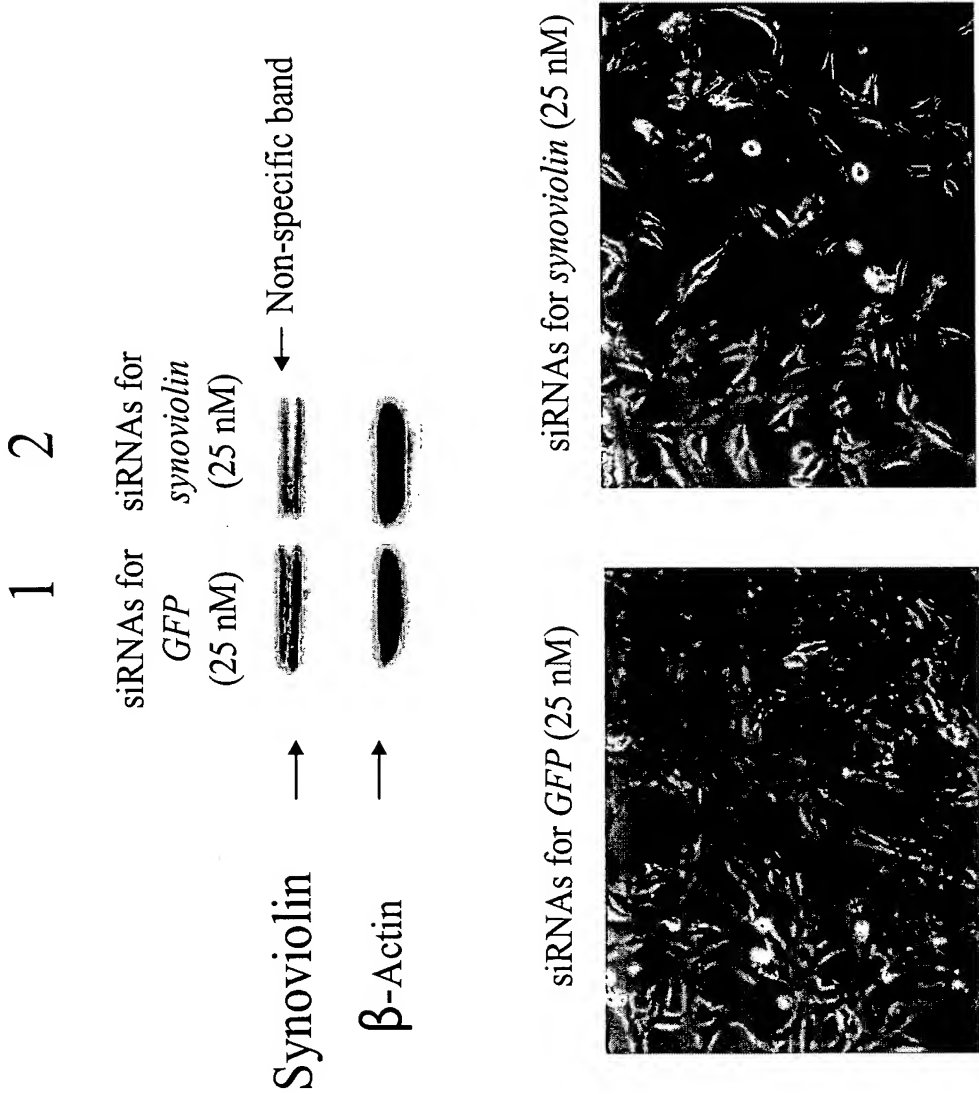 1 2
siRNAs for
GFP
(25 nM)
siRNAs for
synoviolin
(25 nM)
Synoviolin →
← Non-specific band
β-Actin →
siRNAs for GFP (25 nM)
siRNAs for synoviolin (25 nM)